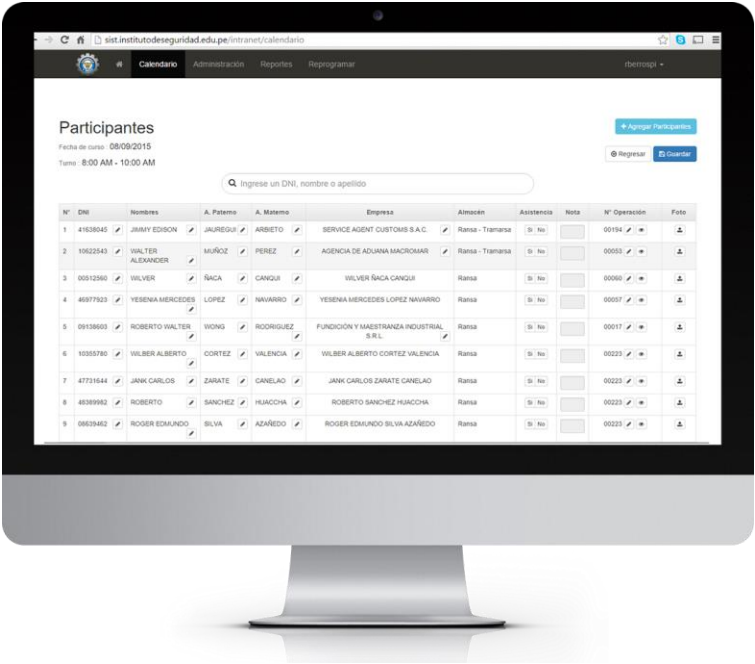 sist.institutodeseguridad.edu.pe/intranet/calendario
Calendario Administración Reportes Reprogramar rberrospi
Participantes
+ Agregar Participantes
Fecha de curso : 08/09/2015
Regresar Guardar
Turno : 8:00 AM - 10:00 AM
Ingrese un DNI, nombre o apellido
N° DNI Nombres A. Paterno A. Materno Empresa Almacén Asistencia Nota N° Operación Foto
1 41638045 JIMMY EDISON JAUREGUI ARBIETO SERVICE AGENT CUSTOMS S.A.C. Ransa - Tramarsa Si No 00194
2 10622543 WALTER MUÑOZ PEREZ AGENCIA DE ADUANA MACROMAR Ransa - Tramarsa Si No 00053
ALEXANDER
3 00512560 WILVER ÑACA CANQUI WILVER ÑACA CANQUI Ransa Si No 00060
4 46977923 YESENIA MERCEDES LOPEZ NAVARRO YESENIA MERCEDES LOPEZ NAVARRO Ransa Si No 00057
5 09138603 ROBERTO WALTER WONG RODRIGUEZ FUNDICIÓN Y MAESTRANZA INDUSTRIAL Ransa Si No 00017
S.R.L.
6 10355780 WILBER ALBERTO CORTEZ VALENCIA WILBER ALBERTO CORTEZ VALENCIA Ransa Si No 00223
7 47731644 JANK CARLOS ZARATE CANELAO JANK CARLOS ZARATE CANELAO Ransa Si No 00223
8 46389982 ROBERTO SANCHEZ HUACCHA ROBERTO SANCHEZ HUACCHA Ransa Si No 00223
9 08639462 ROGER EDMUNDO SILVA AZAÑEDO ROGER EDMUNDO SILVA AZAÑEDO Ransa Si No 00223